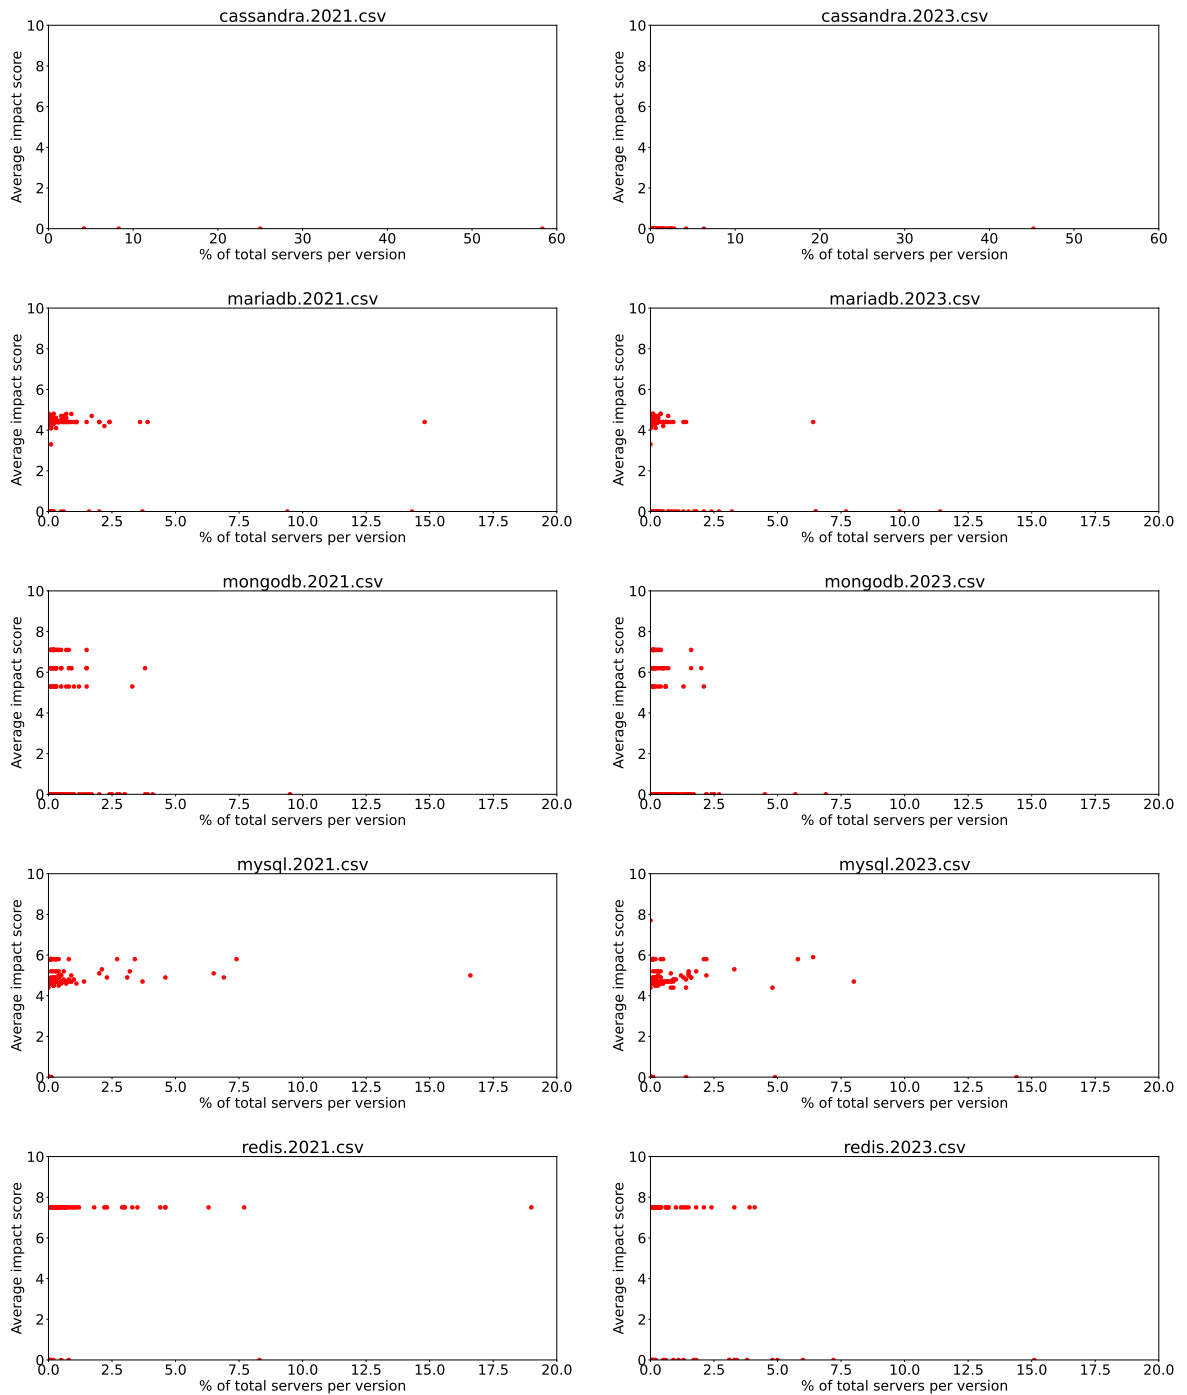 cassandra.2021.csv
Average impact score
10
8
6
4
2
0
0 10 20 30 40 50 60
% of total servers per version
cassandra.2023.csv
Average impact score
10
8
6
4
2
0
0 10 20 30 40 50 60
% of total servers per version
mariadb.2021.csv
Average impact score
10
8
6
4
2
0
0.0 2.5 5.0 7.5 10.0 12.5 15.0 17.5 20.0
% of total servers per version
mariadb.2023.csv
Average impact score
10
8
6
4
2
0
0.0 2.5 5.0 7.5 10.0 12.5 15.0 17.5 20.0
% of total servers per version
mongodb.2021.csv
Average impact score
10
8
6
4
2
0
0.0 2.5 5.0 7.5 10.0 12.5 15.0 17.5 20.0
% of total servers per version
mongodb.2023.csv
Average impact score
10
8
6
4
2
0
0.0 2.5 5.0 7.5 10.0 12.5 15.0 17.5 20.0
% of total servers per version
mysql.2021.csv
Average impact score
10
8
6
4
2
0
0.0 2.5 5.0 7.5 10.0 12.5 15.0 17.5 20.0
% of total servers per version
mysql.2023.csv
Average impact score
10
8
6
4
2
0
0.0 2.5 5.0 7.5 10.0 12.5 15.0 17.5 20.0
% of total servers per version
redis.2021.csv
Average impact score
10
8
6
4
2
0
0.0 2.5 5.0 7.5 10.0 12.5 15.0 17.5 20.0
% of total servers per version
redis.2023.csv
Average impact score
10
8
6
4
2
0
0.0 2.5 5.0 7.5 10.0 12.5 15.0 17.5 20.0
% of total servers per version